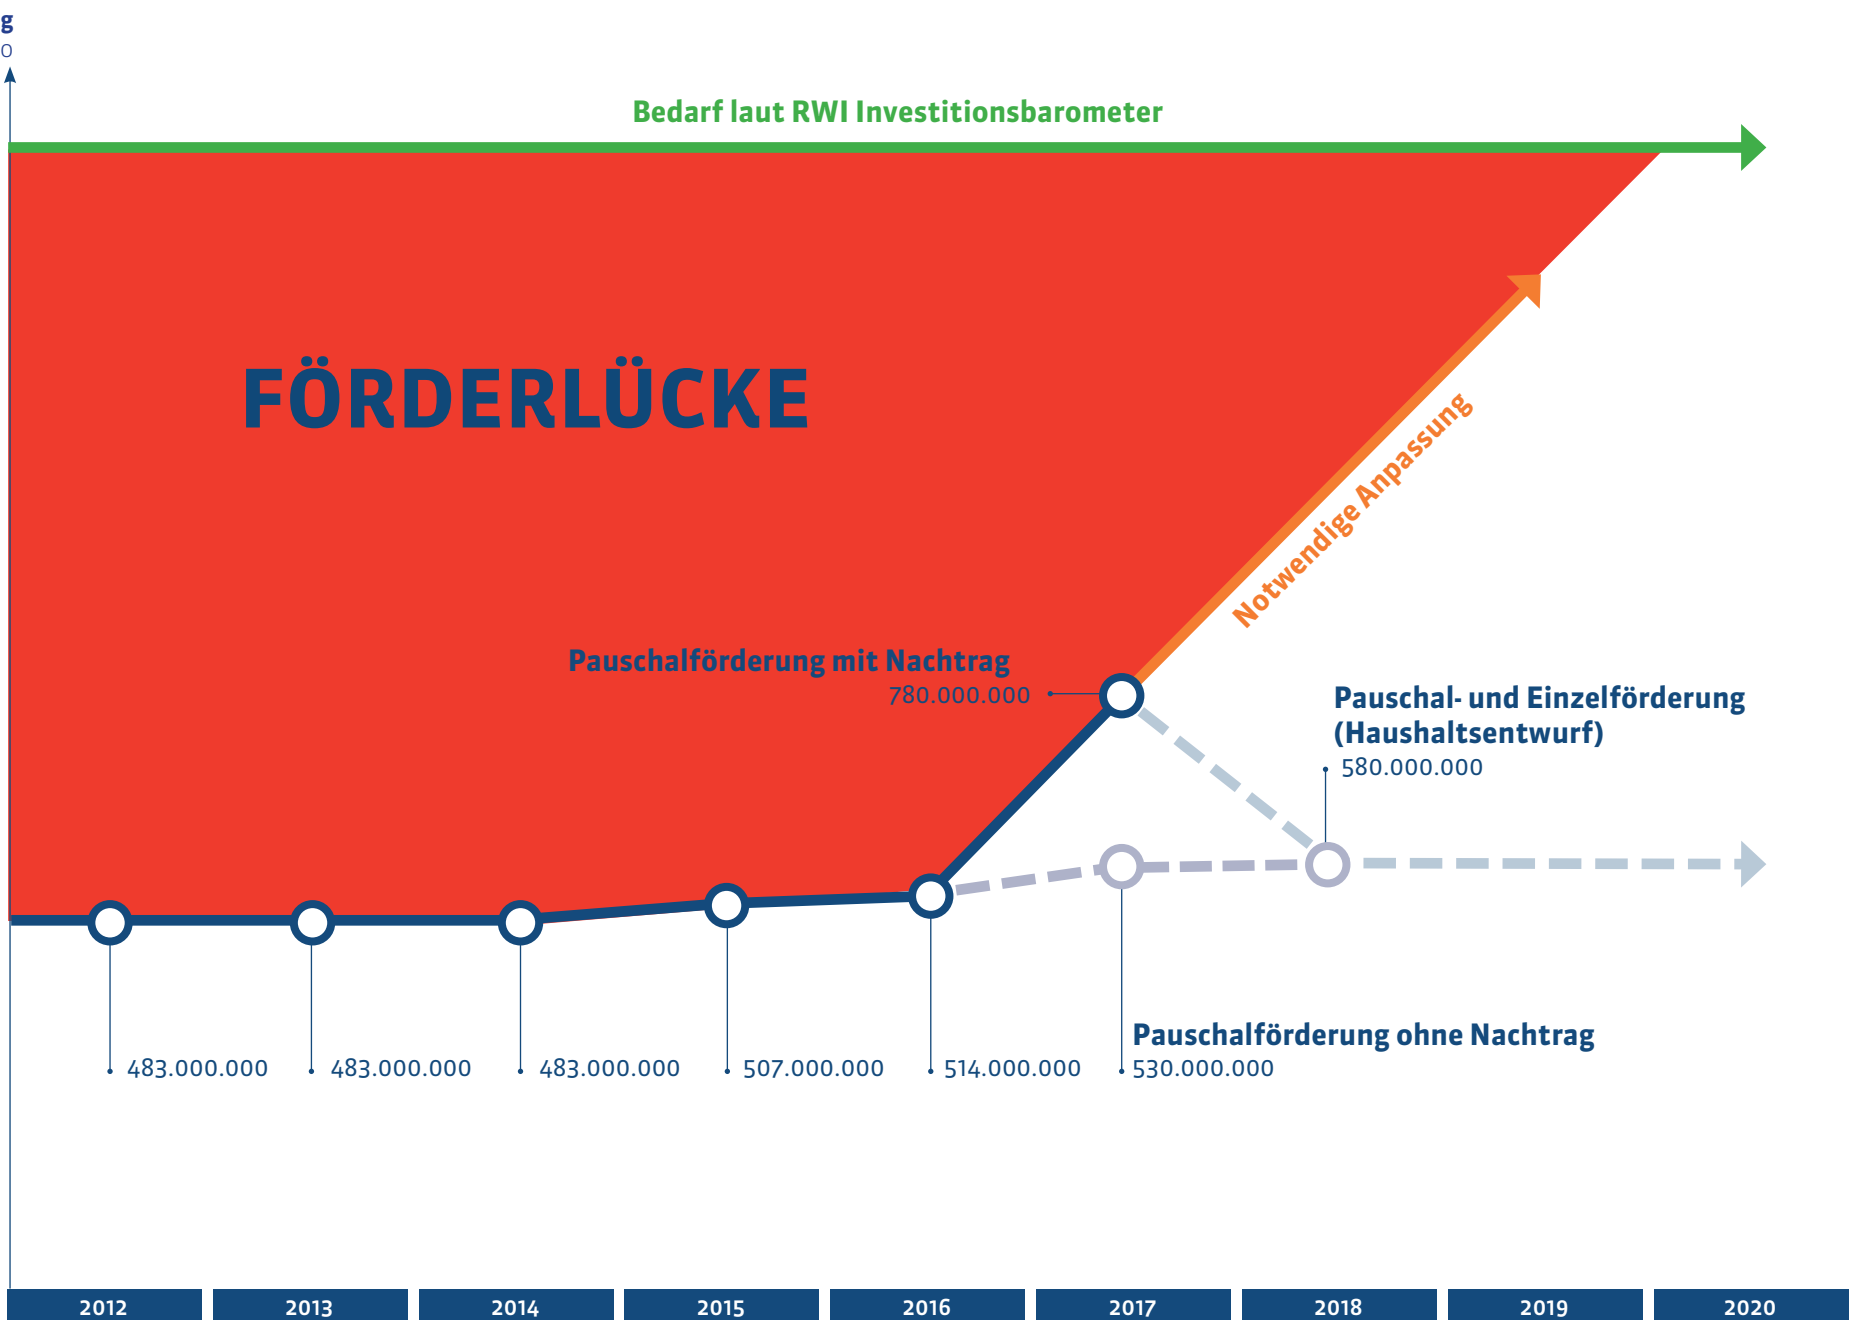 g
0
Bedarf laut RWI Investitionsbarometer
FÖRDERLÜCKE
Notwendige Anpassung
Pauschalförderung mit Nachtrag
780.000.000
Pauschal- und Einzelförderung
(Haushaltsentwurf)
580.000.000
Pauschalförderung ohne Nachtrag
483.000.000 483.000.000 483.000.000 507.000.000 514.000.000 530.000.000
2012 2013 2014 2015 2016 2017 2018 2019 2020